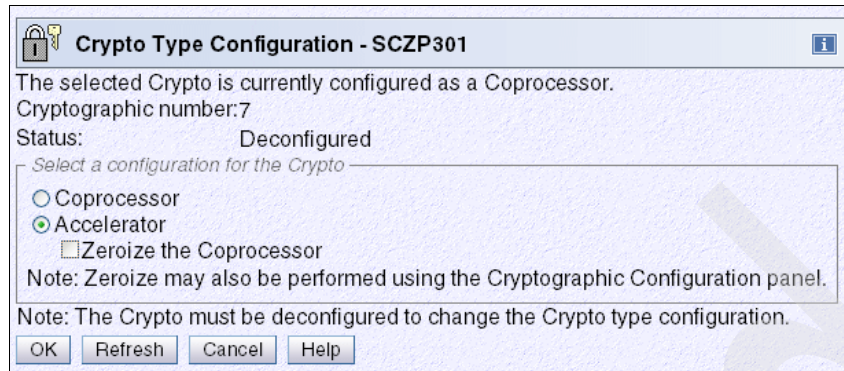 Crypto Type Configuration - SCZP301
i
The selected Crypto is currently configured as a Coprocessor.
Cryptographic number:7
Status: Deconfigured
Select a configuration for the Crypto
Coprocessor
Accelerator
Zeroize the Coprocessor
Note: Zeroize may also be performed using the Cryptographic Configuration panel.
Note: The Crypto must be deconfigured to change the Crypto type configuration.
OK Refresh Cancel Help